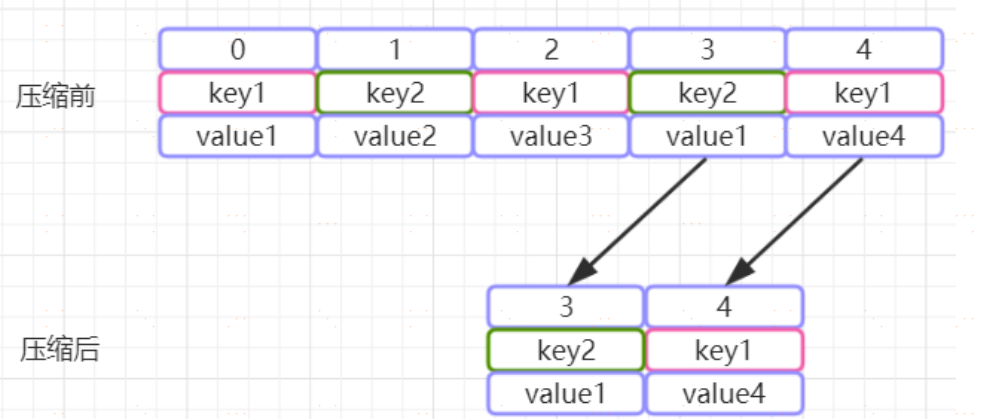 0 1 2 3 4
压缩前 key1 key2 key1 key2 key1
value1 value2 value3 value1 value4
3 4
压缩后 key2 key1
value1 value4